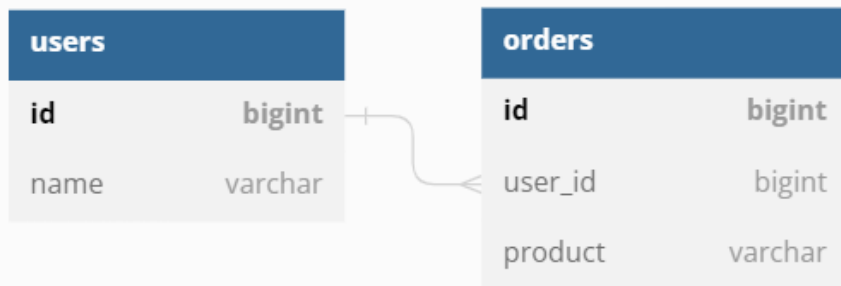 users
id bigint
name varchar
orders
id bigint
user_id bigint
product varchar